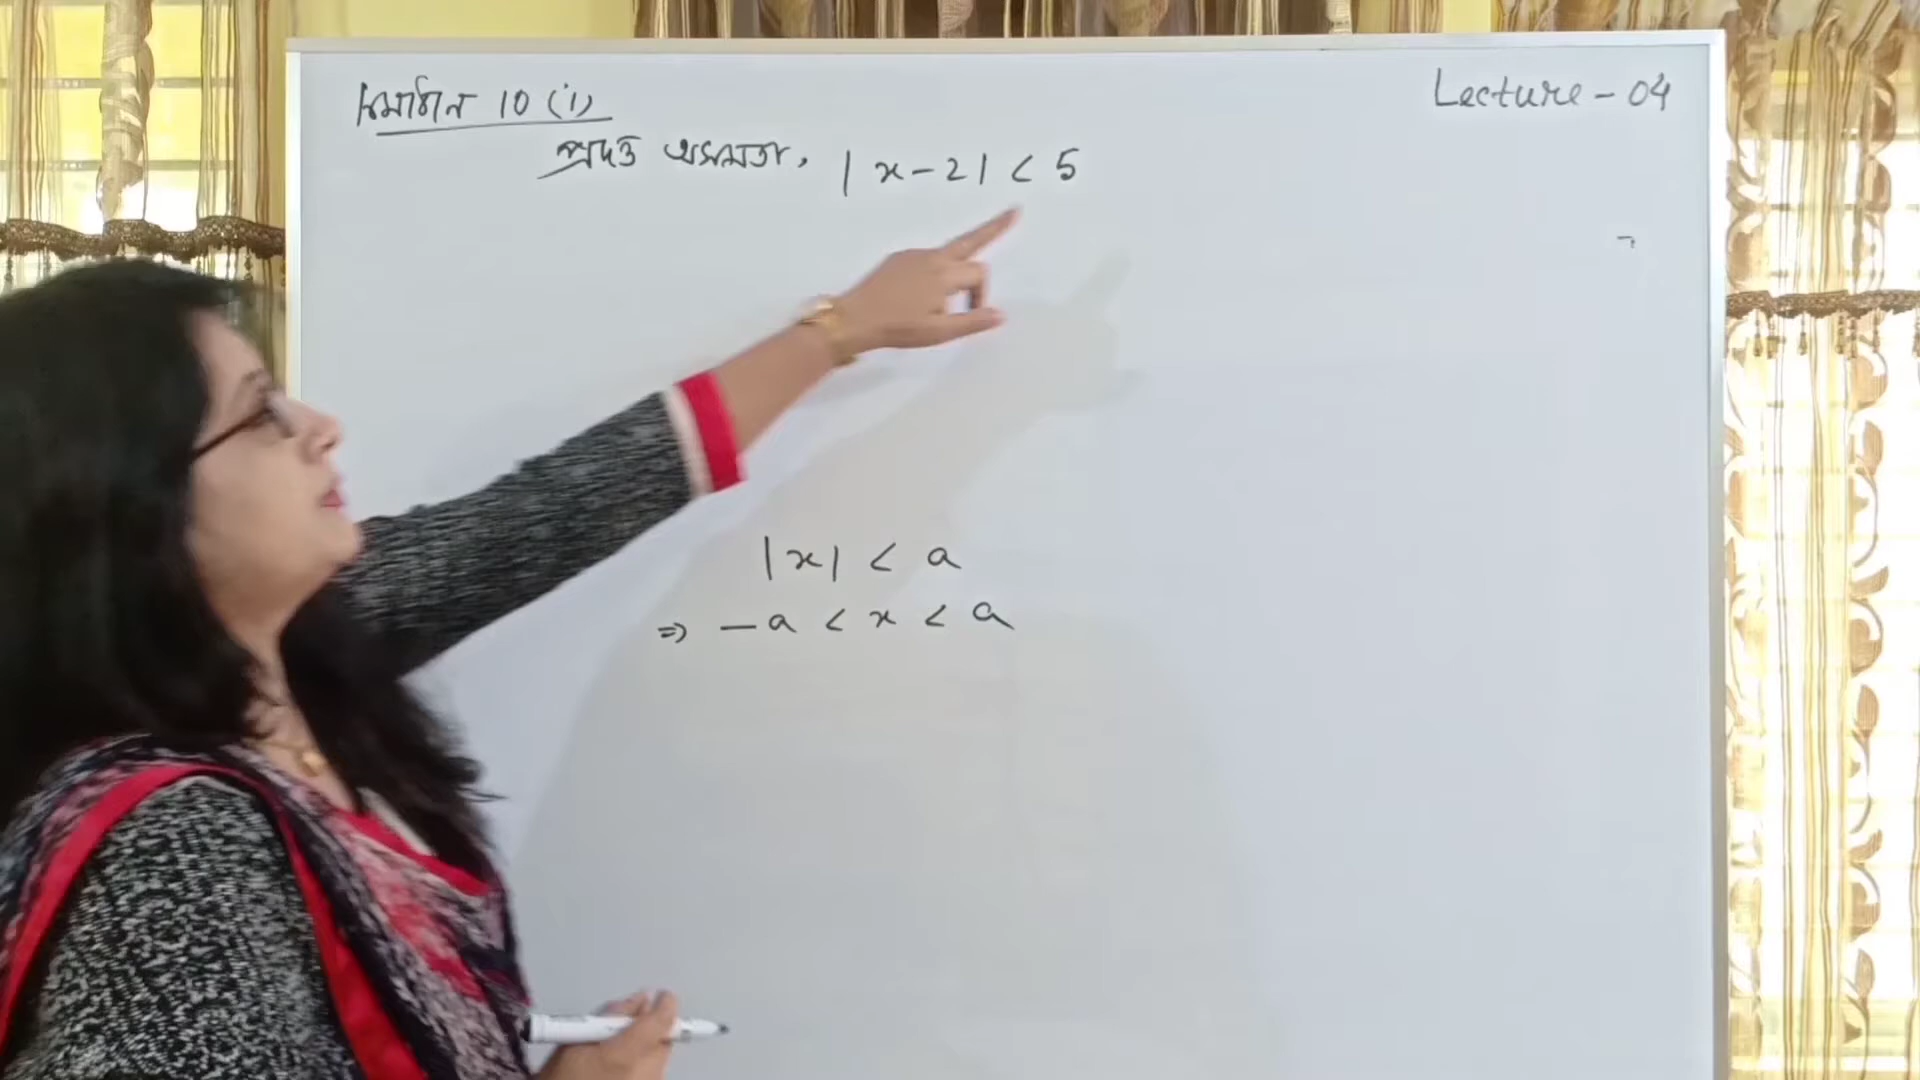 সমাধান 10 (i)
Lecture - 04
প্রদত্ত অসমতা, | x - 2 | < 5
|x| < a
⇒ - a < x < a